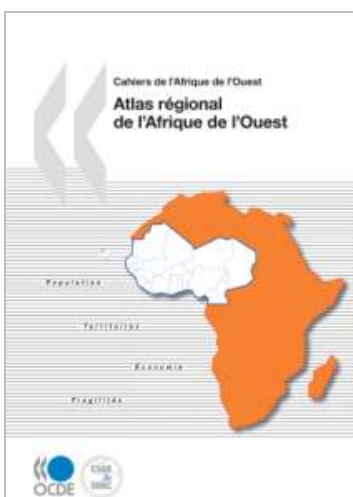 Cahiers de l'Afrique de l'Ouest
Atlas régional
de l'Afrique de l'Ouest
Population
Territoires
Économie
Fragilités
OCDE